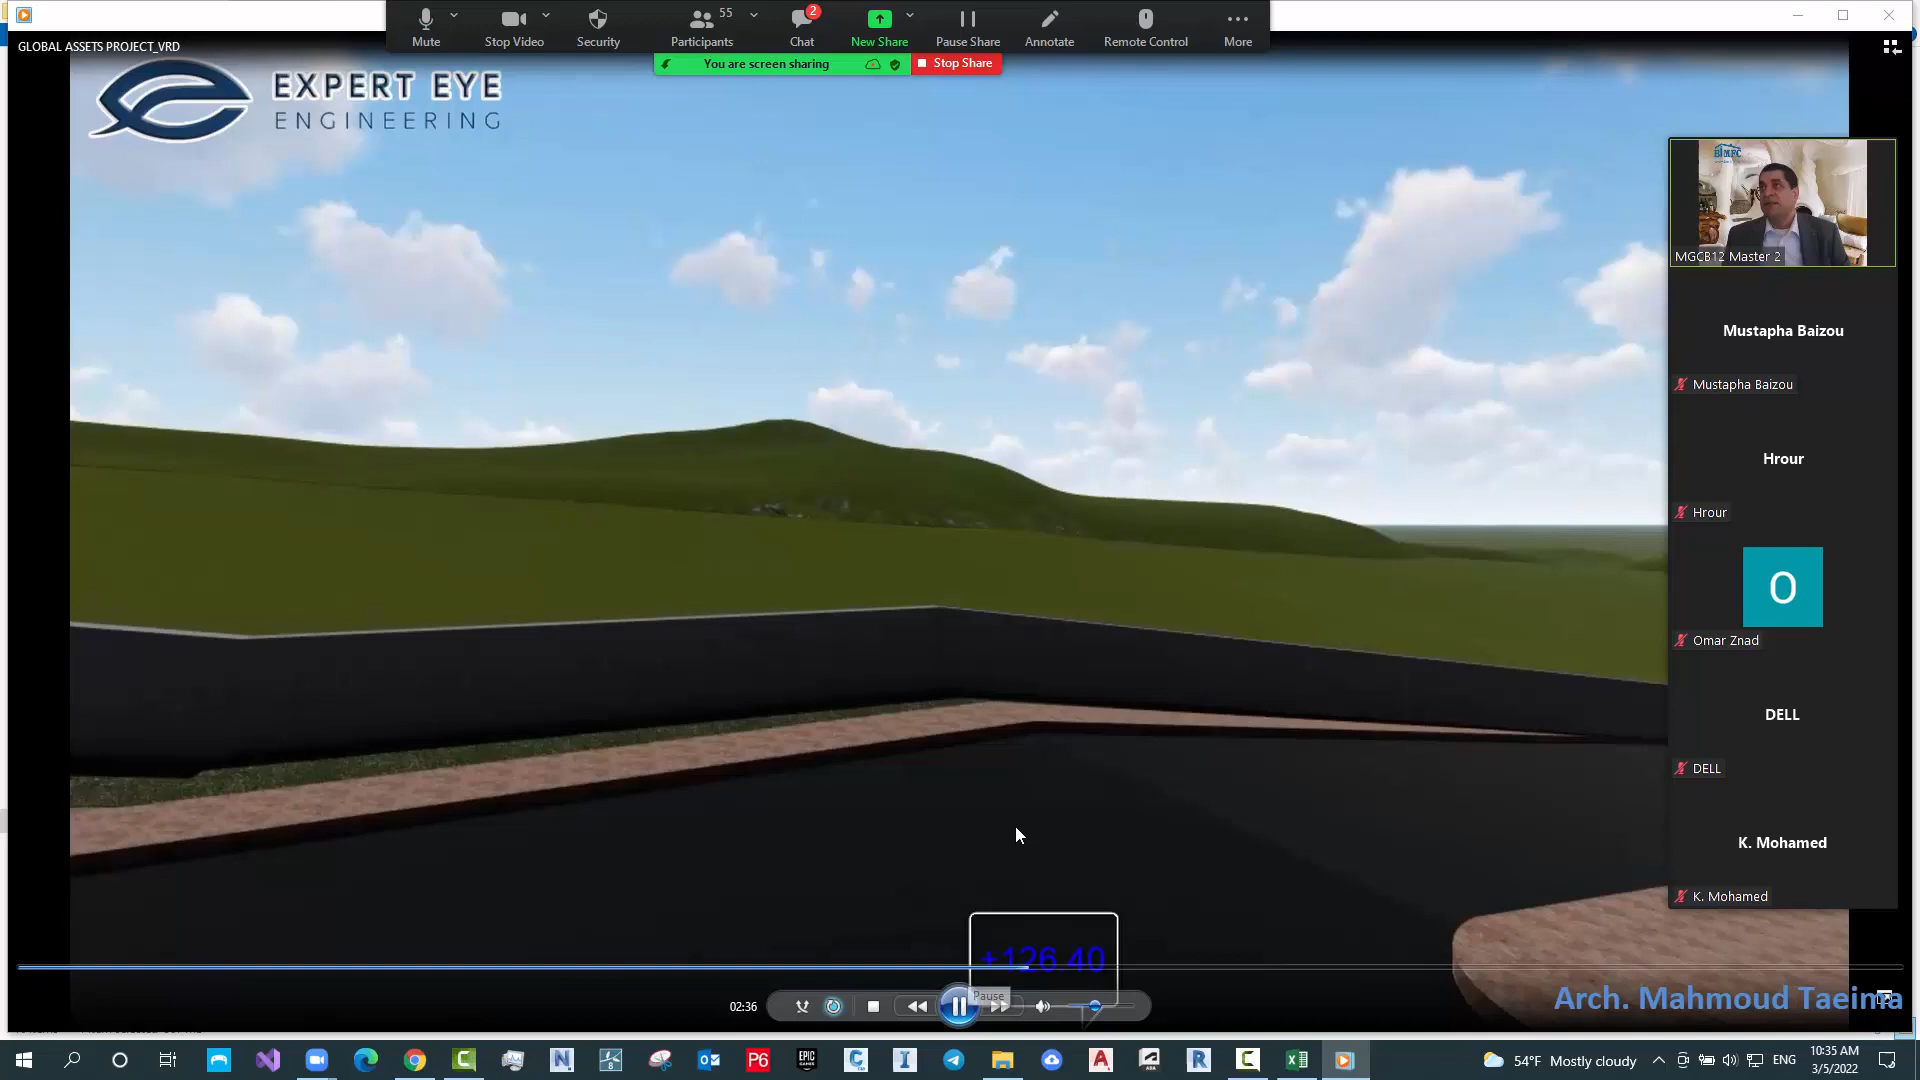 GLOBAL ASSETS PROJECT_VRD
Mute
Stop Video
Security
55
Participants
2
Chat
New Share
Pause Share
Annotate
Remote Control
More
You are screen sharing
Stop Share
EXPERT EYE
ENGINEERING
MGCB12 Master 2
Mustapha Baizou
Mustapha Baizou
Hrour
Hrour
O
Omar Znad
DELL
DELL
K. Mohamed
K. Mohamed
+126.40
Pause
02:36
Arch. Mahmoud Taeima
P6
EPIC
GAMES
54°F Mostly cloudy
ENG
10:35 AM
3/5/2022